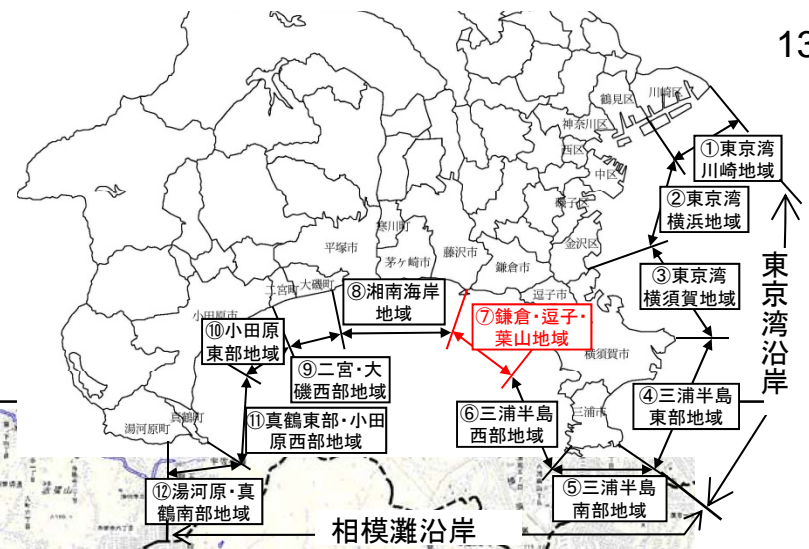 13
川崎区
鶴見区
神奈川区
西区
中区
磯子区
金沢区
①東京湾
川崎地域
②東京湾
横浜地域
③東京湾
横須賀地域
東京湾沿岸
寒川町
平塚市
茅ヶ崎市
藤沢市
鎌倉市
逗子市
二宮町
大磯町
小田原市
横須賀市
⑧湘南海岸
地域
⑦鎌倉・逗子・
葉山地域
⑩小田原
東部地域
⑨二宮・大
磯西部地域
④三浦半島
東部地域
⑥三浦半島
西部地域
三浦市
真鶴町
湯河原町
⑪真鶴東部・小田
原西部地域
⑫湯河原・真
鶴南部地域
⑤三浦半島
南部地域
相模灘沿岸